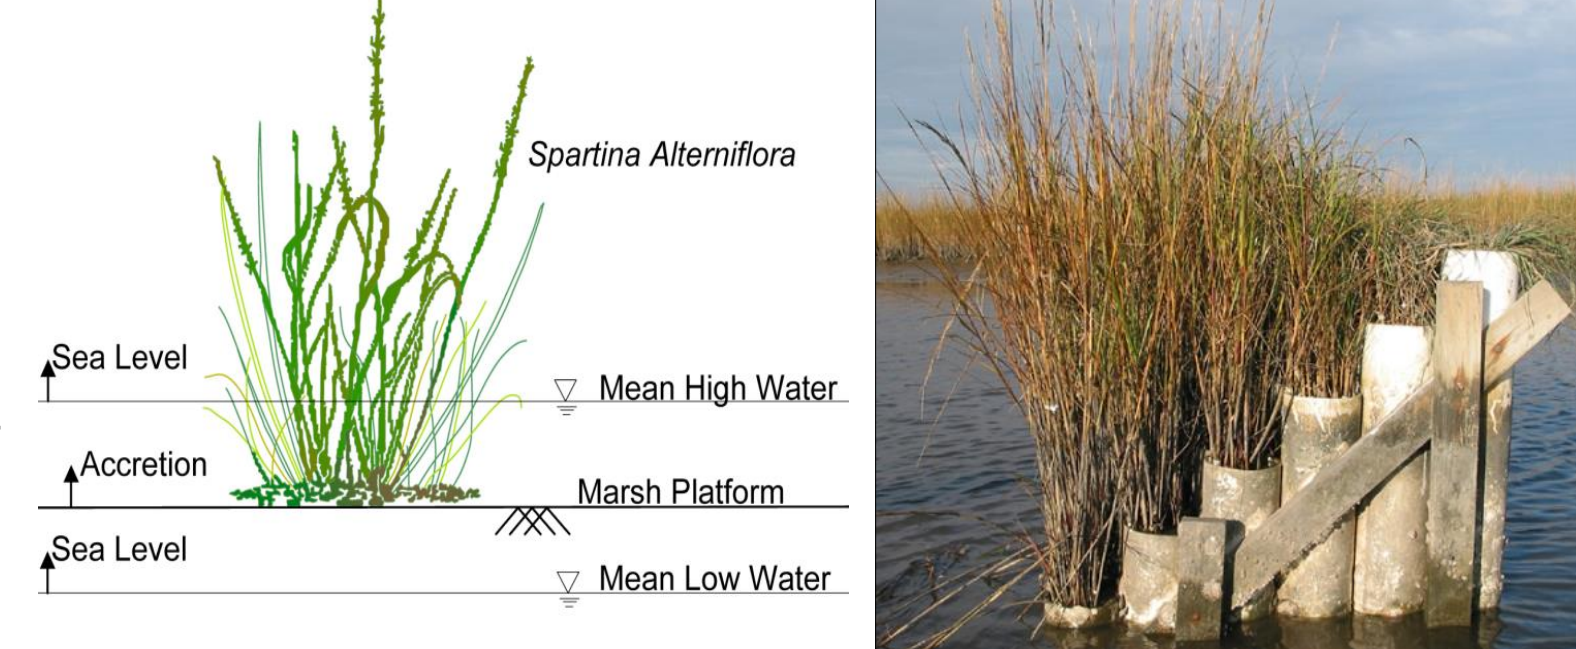 Spartina Alterniflora
Sea Level
Mean High Water
Accretion
Marsh Platform
Sea Level
Mean Low Water